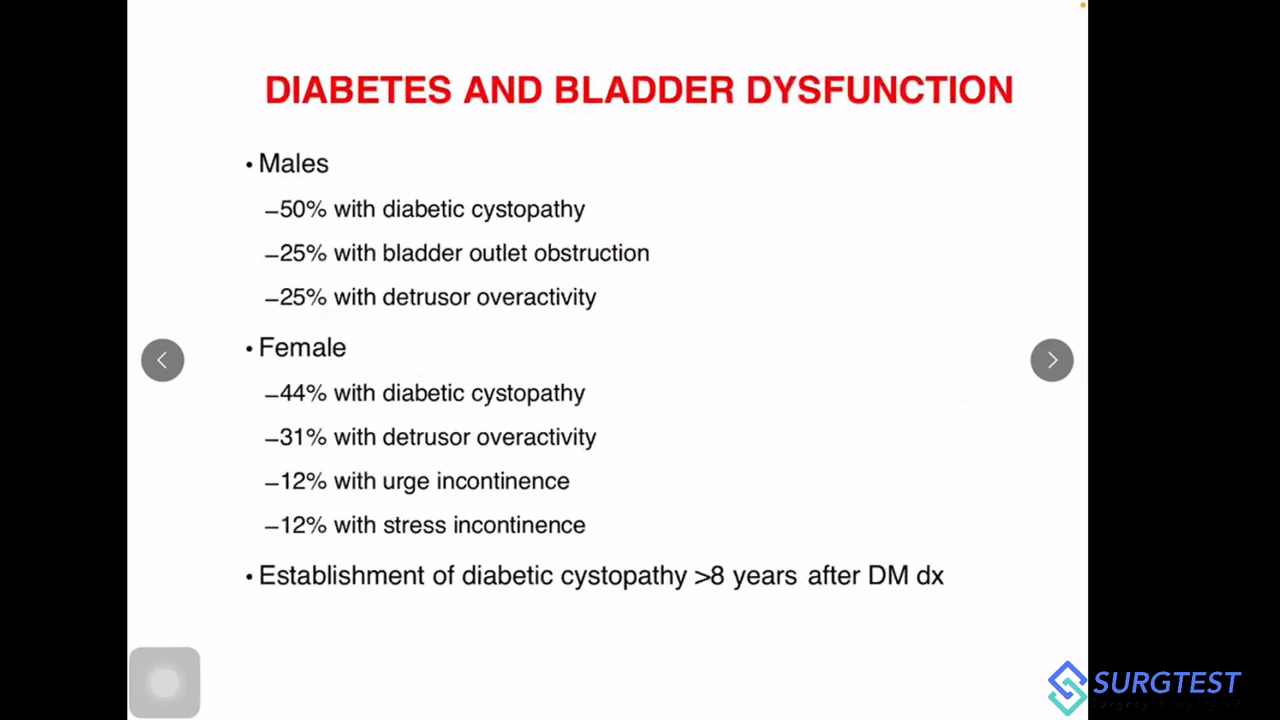 DIABETES AND BLADDER DYSFUNCTION
• Males
–50% with diabetic cystopathy
–25% with bladder outlet obstruction
–25% with detrusor overactivity
• Female
–44% with diabetic cystopathy
–31% with detrusor overactivity
–12% with urge incontinence
–12% with stress incontinence
• Establishment of diabetic cystopathy >8 years after DM dx
SURGTEST